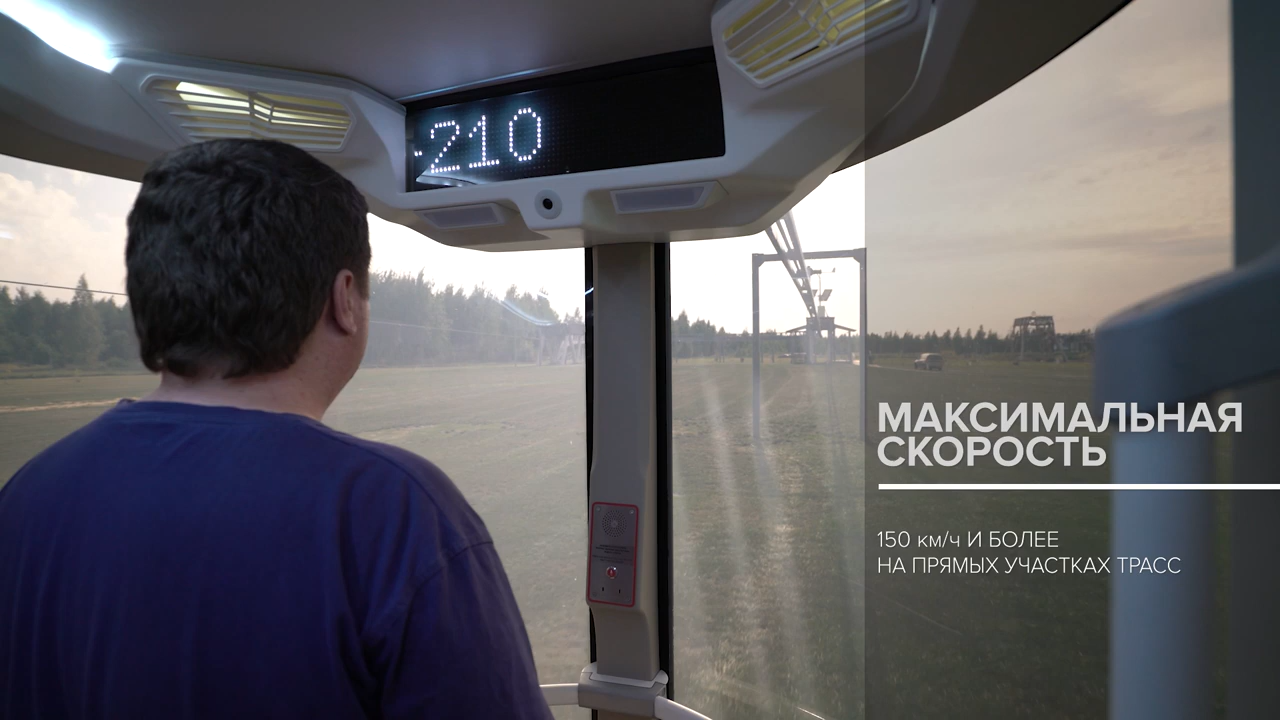 -210
МАКСИМАЛЬНАЯ
СКОРОСТЬ
150 км/ч И БОЛЕЕ
НА ПРЯМЫХ УЧАСТКАХ ТРАСС